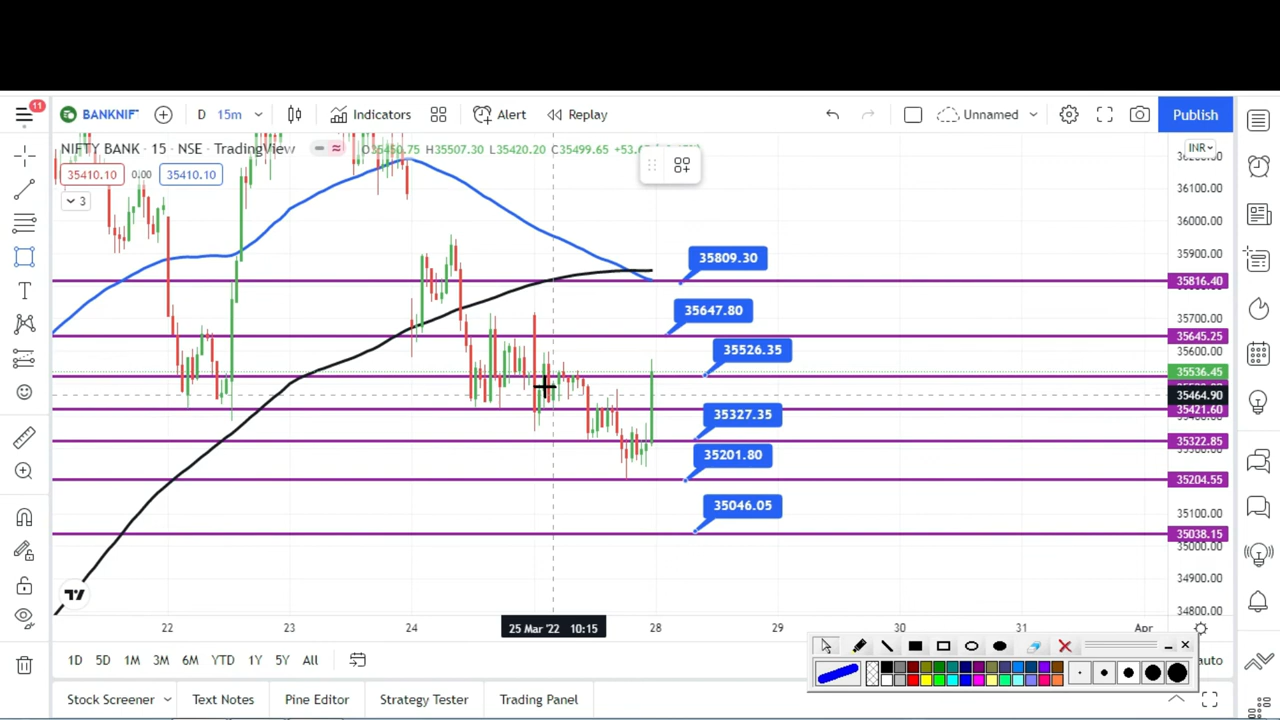 11
BANKNIF
D
15m
Indicators
Alert
Replay
Unnamed
Publish
NIFTY BANK · 15 · NSE · TradingView
H35507.30 L35420.20 C35499.65
INR
35410.10
0.00
35410.10
3
36100.00
36000.00
35900.00
35809.30
35816.40
35647.80
35700.00
35645.25
35526.35
35600.00
35536.45
35464.90
35421.60
35327.35
35322.85
35201.80
35204.55
35046.05
35100.00
35038.15
35000.00
34900.00
34800.00
22
23
24
25 Mar '22 10:15
28
29
30
31
Apr
1D
5D
1M
3M
6M
YTD
1Y
5Y
All
auto
Stock Screener
Text Notes
Pine Editor
Strategy Tester
Trading Panel